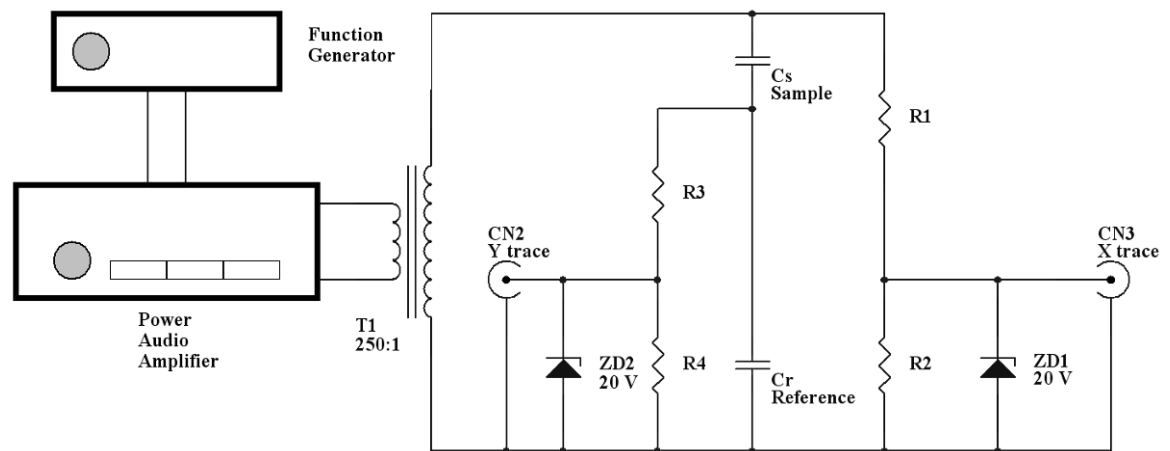 Function
Generator
Cs
Sample
R1
R3
CN2
Y trace
CN3
X trace
Power
Audio
Amplifier
T1
250:1
ZD2
20 V
R4
Cr
Reference
R2
ZD1
20 V